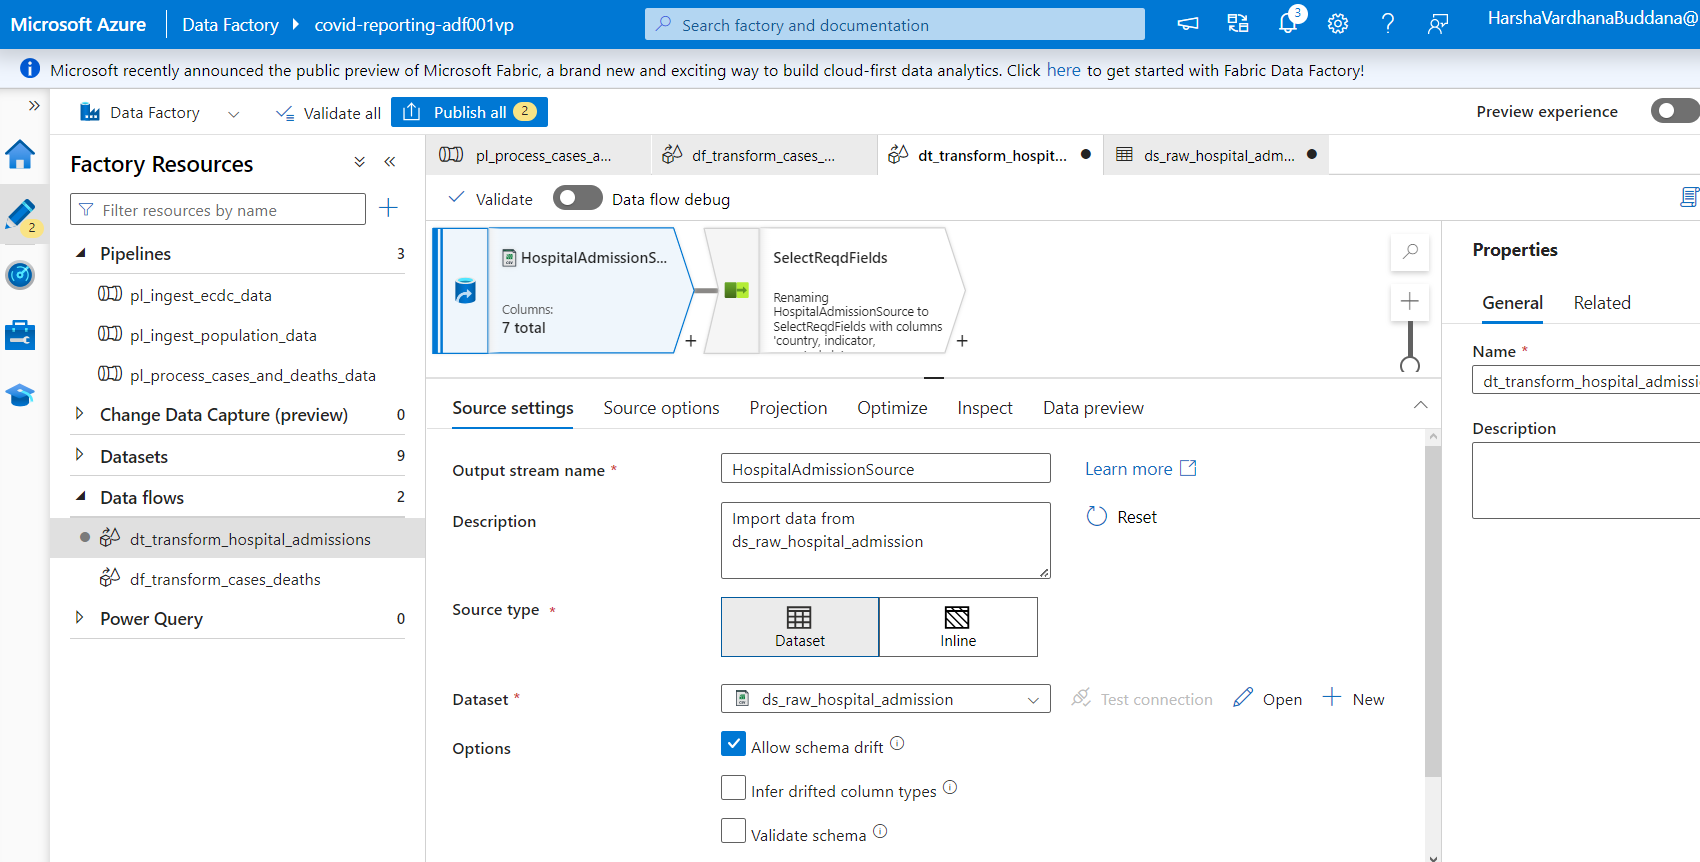 Microsoft Azure
Data Factory
covid-reporting-adf001vp
Search factory and documentation
3
HarshaVardhanaBuddana@
Microsoft recently announced the public preview of Microsoft Fabric, a brand new and exciting way to build cloud-first data analytics. Click here to get started with Fabric Data Factory!
Data Factory
Validate all
Publish all 2
Preview experience
2
Factory Resources
Filter resources by name
Pipelines 3
pl_ingest_ecdc_data
pl_ingest_population_data
pl_process_cases_and_deaths_data
Change Data Capture (preview) 0
Datasets 9
Data flows 2
dt_transform_hospital_admissions
df_transform_cases_deaths
Power Query 0
pl_process_cases_a...
df_transform_cases_...
dt_transform_hospit...
ds_raw_hospital_adm...
Validate
Data flow debug
HospitalAdmissionS...
Columns:
7 total
SelectReqdFields
Renaming
HospitalAdmissionSource to
SelectReqdFields with columns
'country, indicator,
Source settings
Source options
Projection
Optimize
Inspect
Data preview
Output stream name *
HospitalAdmissionSource
Learn more
Description
Import data from
ds_raw_hospital_admission
Reset
Source type *
Dataset
Inline
Dataset *
ds_raw_hospital_admission
Test connection
Open
New
Options
Allow schema drift
Infer drifted column types
Validate schema
Properties
General
Related
Name *
dt_transform_hospital_admissi
Description